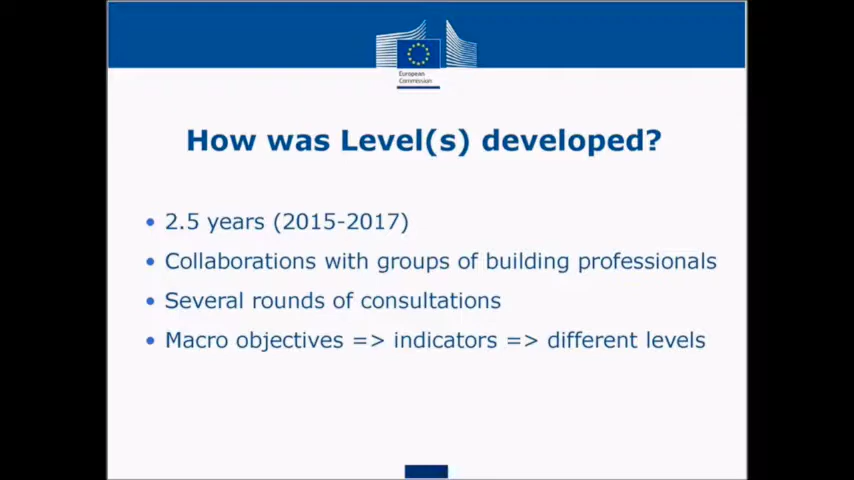 European
Commission
How was Level(s) developed?
• 2.5 years (2015-2017)
• Collaborations with groups of building professionals
• Several rounds of consultations
• Macro objectives => indicators => different levels